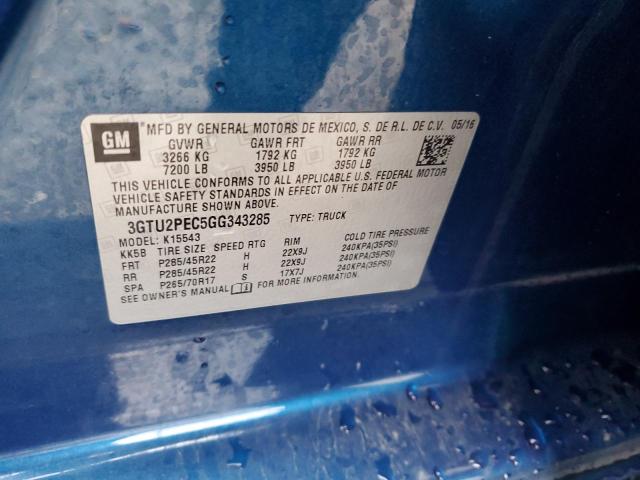 GM
MFD BY GENERAL MOTORS DE MEXICO, S. DE R.L. DE C.V. 05/16
GVWR GAWR FRT GAWR RR
3266 KG 1792 KG 1792 KG
7200 LB 3950 LB 3950 LB
THIS VEHICLE CONFORMS TO ALL APPLICABLE U.S. FEDERAL MOTOR
VEHICLE SAFETY STANDARDS IN EFFECT ON THE DATE OF
MANUFACTURE SHOWN ABOVE.
3GTU2PEC5GG343285 TYPE: TRUCK
MODEL: K15543
KK5B TIRE SIZE SPEED RTG RIM COLD TIRE PRESSURE
FRT P285/45R22 H 22X9J 240KPA(35PSI)
RR P285/45R22 H 22X9J 240KPA(35PSI)
SPA P265/70R17 S 17X7J 240KPA(35PSI)
SEE OWNER'S MANUAL FOR MORE INFORMATION.